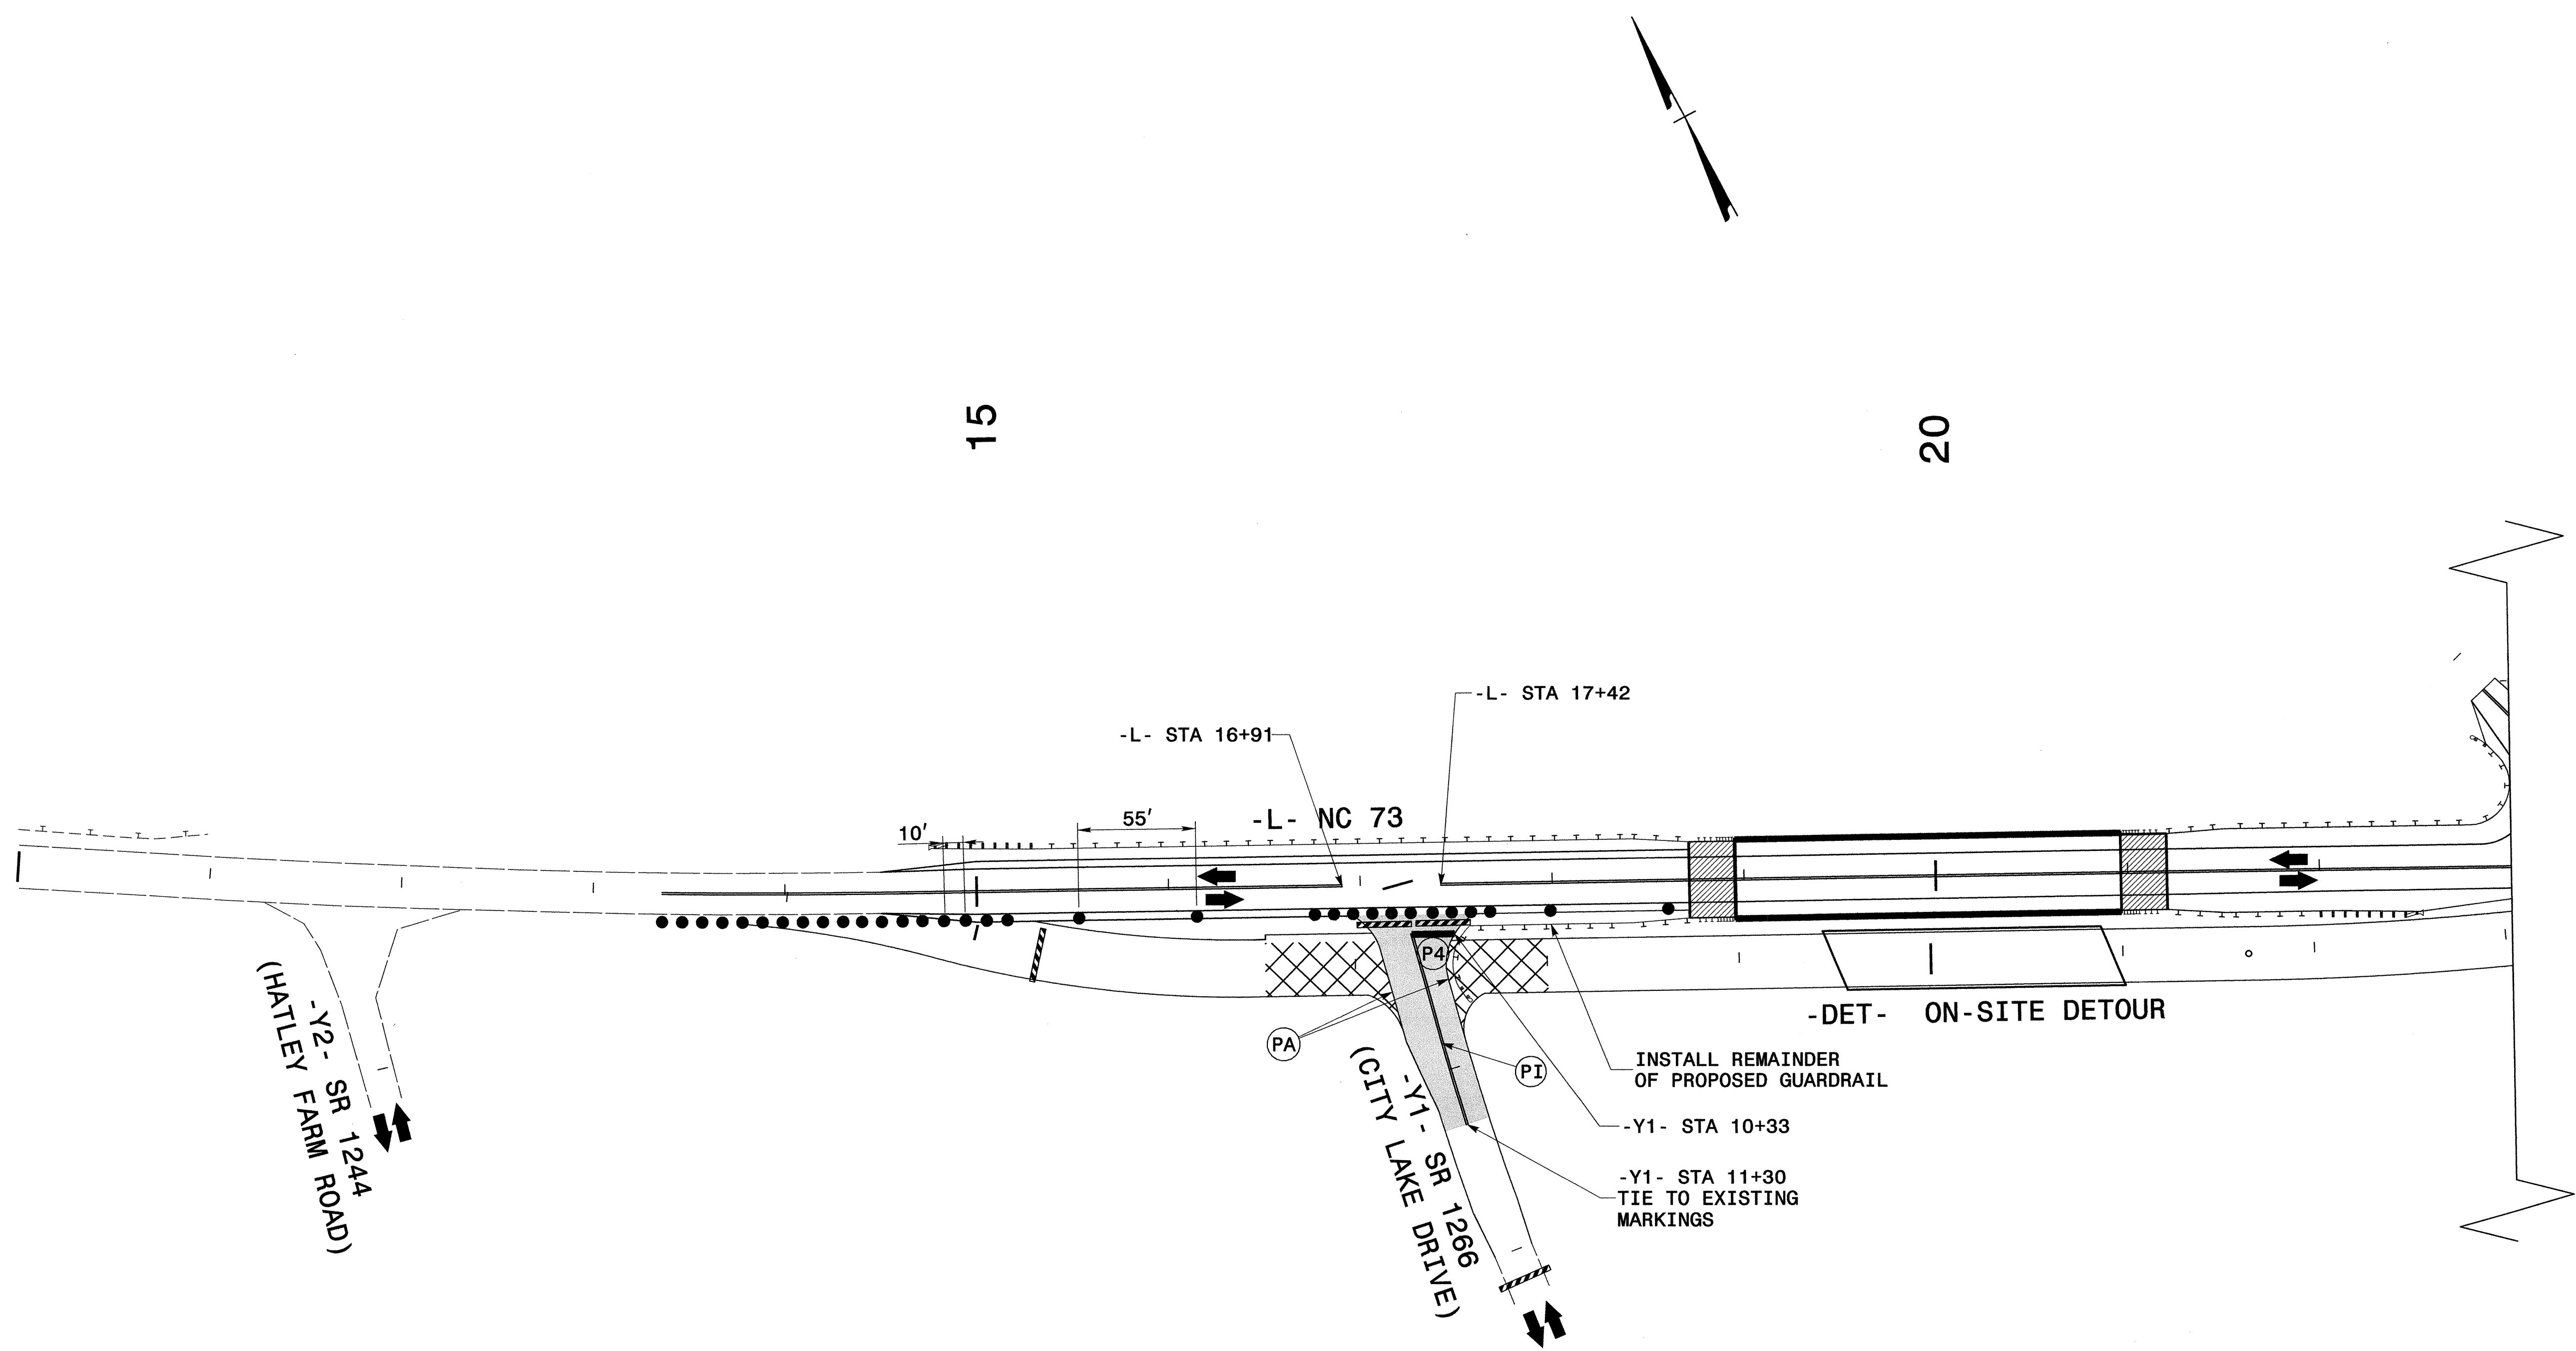 15
20
-L- STA 17+42
-L- STA 16+91
10'
55'
-L- NC 73
P4
-DET- ON-SITE DETOUR
PA
PI
INSTALL REMAINDER
OF PROPOSED GUARDRAIL
-Y1- STA 10+33
-Y1- STA 11+30
TIE TO EXISTING
MARKINGS
-Y2- SR 1244
(HATLEY FARM ROAD)
-Y1- SR 1266
(CITY LAKE DRIVE)